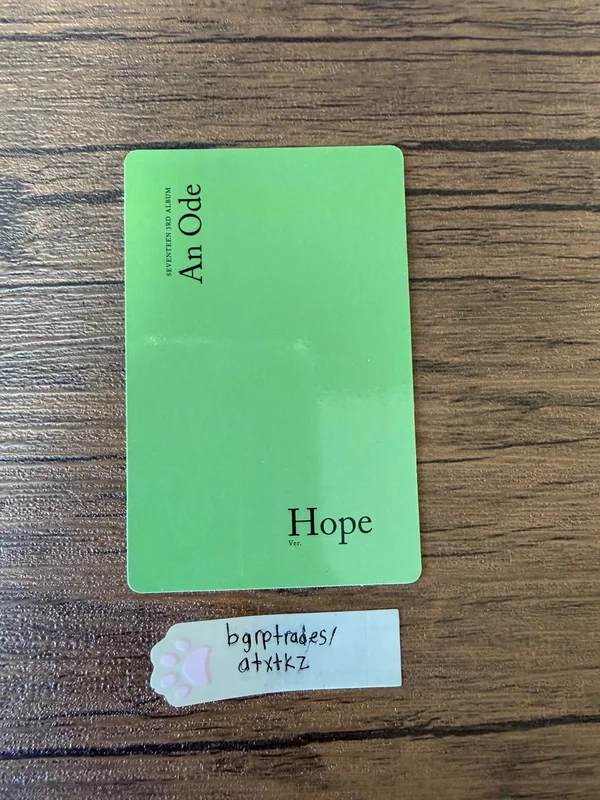 SEVENTEEN 3RD ALBUM
An Ode
Hope
Ver.
bgrptrades/
atxtkz